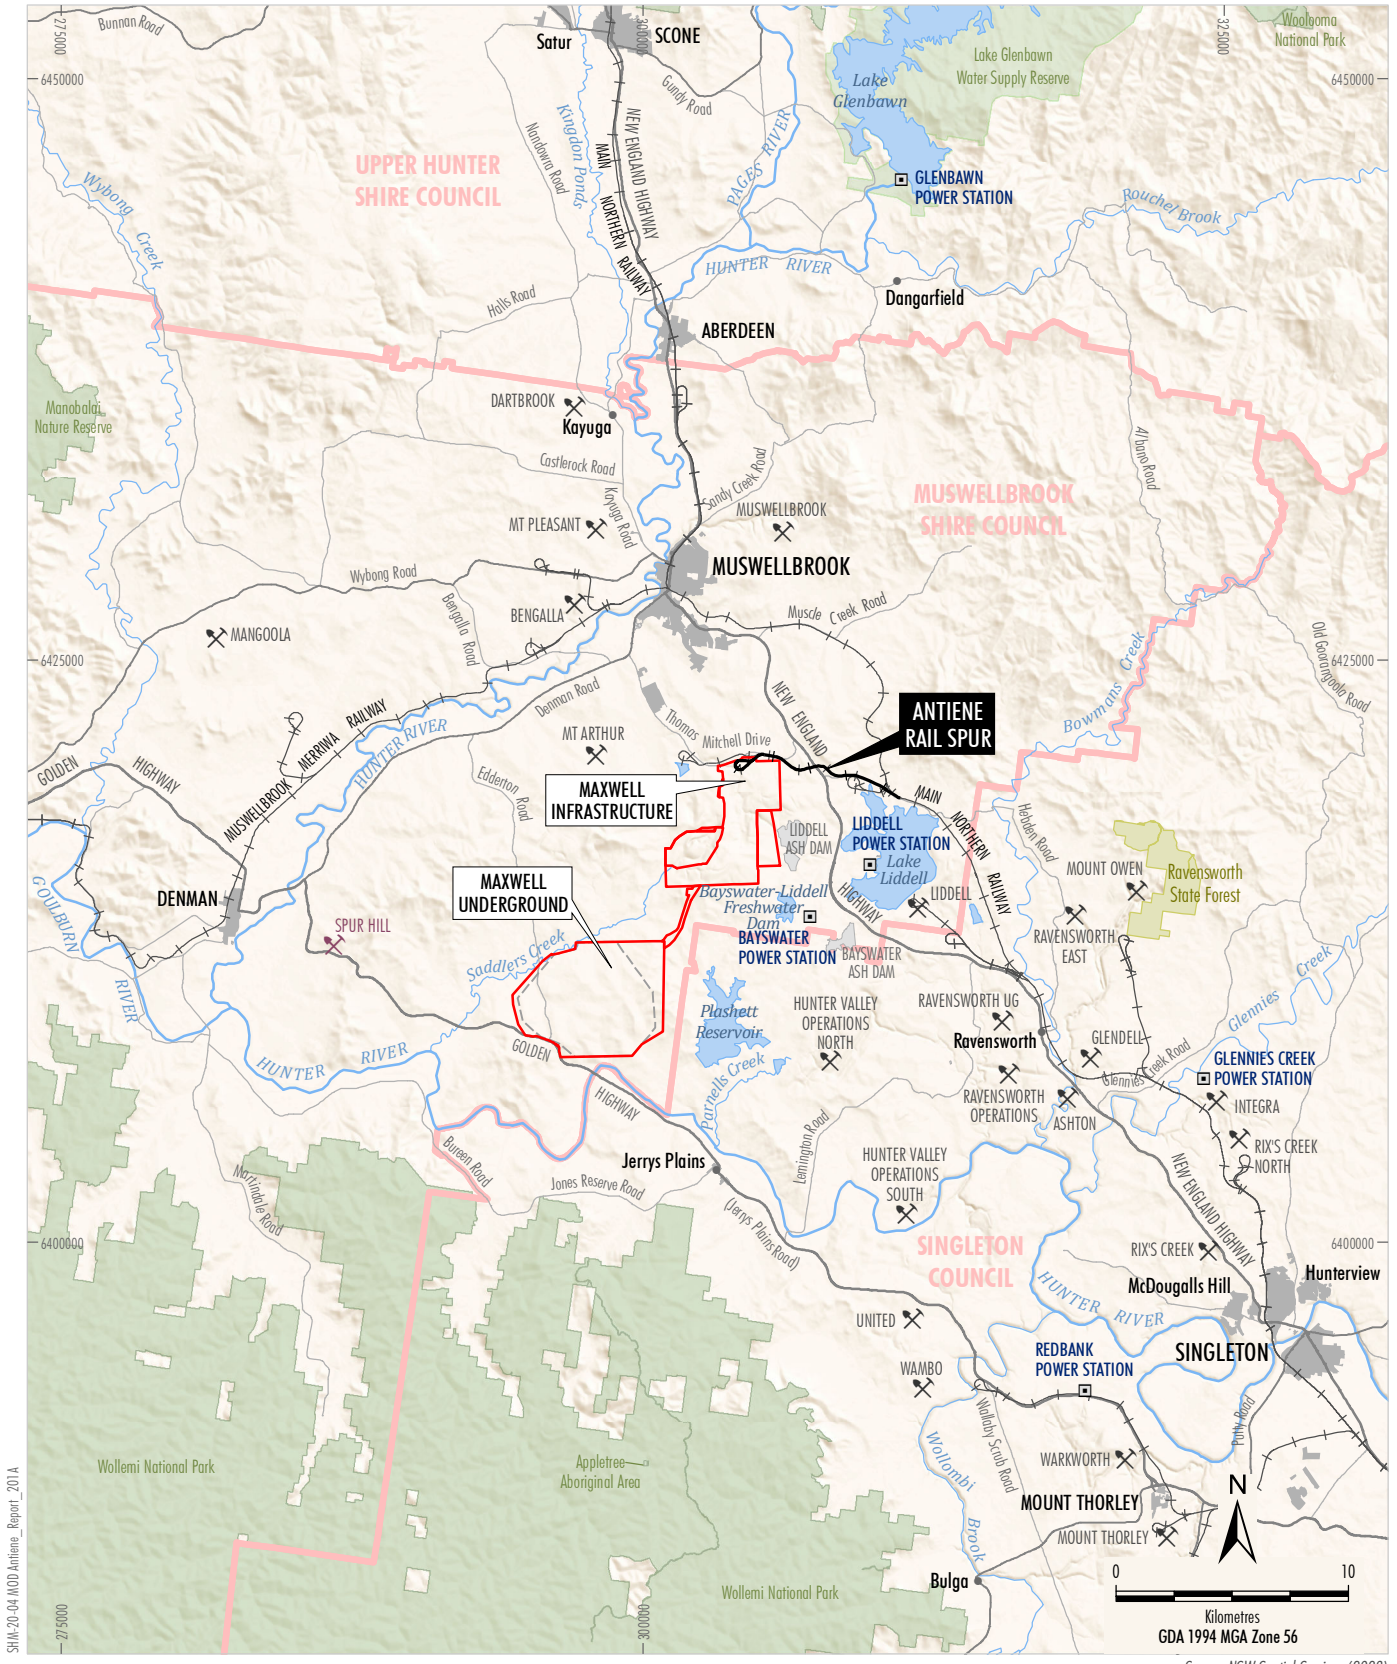 275000
300000
325000
Bunnan Road
Satur
SCONE
Woolooma
National Park
6450000
6450000
Lake Glenbawn
Water Supply Reserve
Lake
Glenbawn
Gundy Road
Kingdon Ponds
Nandowra Road
NEW ENGLAND HIGHWAY
MAIN
NORTHERN
RAILWAY
PAGES RIVER
UPPER HUNTER
SHIRE COUNCIL
GLENBAWN
POWER STATION
Wybong
Creek
Rouchel Brook
HUNTER RIVER
Dangarfield
Halls Road
ABERDEEN
Manobalai
Nature Reserve
DARTBROOK
Kayuga
Castlerock Road
Kayuga Road
Sandy Creek Road
Albano Road
MUSWELLBROOK
SHIRE COUNCIL
MT PLEASANT
MUSWELLBROOK
MUSWELLBROOK
Wybong Road
Bengalla Road
BENGALLA
Muscle Creek Road
MANGOOLA
6425000
6425000
Old Goorangoola Road
Bowmans Creek
Denman Road
NEW ENGLAND
ANTIENE
RAIL SPUR
Thomas Mitchell Drive
MT ARTHUR
MUSWELLBROOK MERRIWA RAILWAY
HUNTER RIVER
GOLDEN
HIGHWAY
Edderton Road
MAXWELL
INFRASTRUCTURE
MAIN
NORTHERN
RAILWAY
Hebden Road
LIDDELL
ASH DAM
LIDDELL
POWER STATION
Lake
Liddell
LIDDELL
HIGHWAY
MOUNT OWEN
Ravensworth
State Forest
MAXWELL
UNDERGROUND
Bayswater-Liddell
Freshwater
Dam
BAYSWATER
POWER STATION
BAYSWATER
ASH DAM
RAVENSWORTH
EAST
DENMAN
SPUR HILL
GOULBURN
RIVER
Saddlers Creek
Plashett
Reservoir
HUNTER VALLEY
OPERATIONS
NORTH
RAVENSWORTH UG
Ravensworth
GLENDELL
Glennies Creek
Glennies Creek Road
GLENNIES CREEK
POWER STATION
GOLDEN
HIGHWAY
HUNTER RIVER
Parnells Creek
RAVENSWORTH
OPERATIONS
ASHTON
INTEGRA
RIX'S CREEK
NORTH
Lemington Road
Bureen Road
Martindale Road
Jerrys Plains
Jones Reserve Road
(Jerys Plains Road)
HUNTER VALLEY
OPERATIONS
SOUTH
NEW ENGLAND HIGHWAY
6400000
6400000
SINGLETON
COUNCIL
RIX'S CREEK
McDougalls Hill
Hunterview
HUNTER RIVER
UNITED
SINGLETON
REDBANK
POWER STATION
WAMBO
Wallaby Scrub Road
Putty Road
Wollombi
Brook
Wollemi National Park
Appletree
Aboriginal Area
WARKWORTH
MOUNT THORLEY
MOUNT THORLEY
Wollemi National Park
Bulga
N
0
10
Kilometres
GDA 1994 MGA Zone 56
275000
300000
SHM-20-04 MOD Antiene_Report_201A